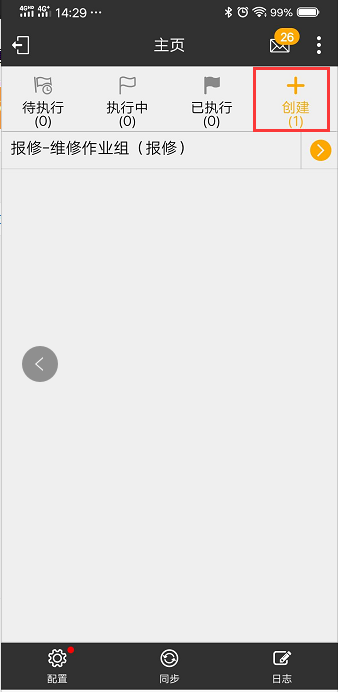 4GHD 4G+ 14:29 ··· 99%
主页
26
待执行 执行中 已执行 创建
(0) (0) (0) (1)
报修-维修作业组（报修）
配置 同步 日志